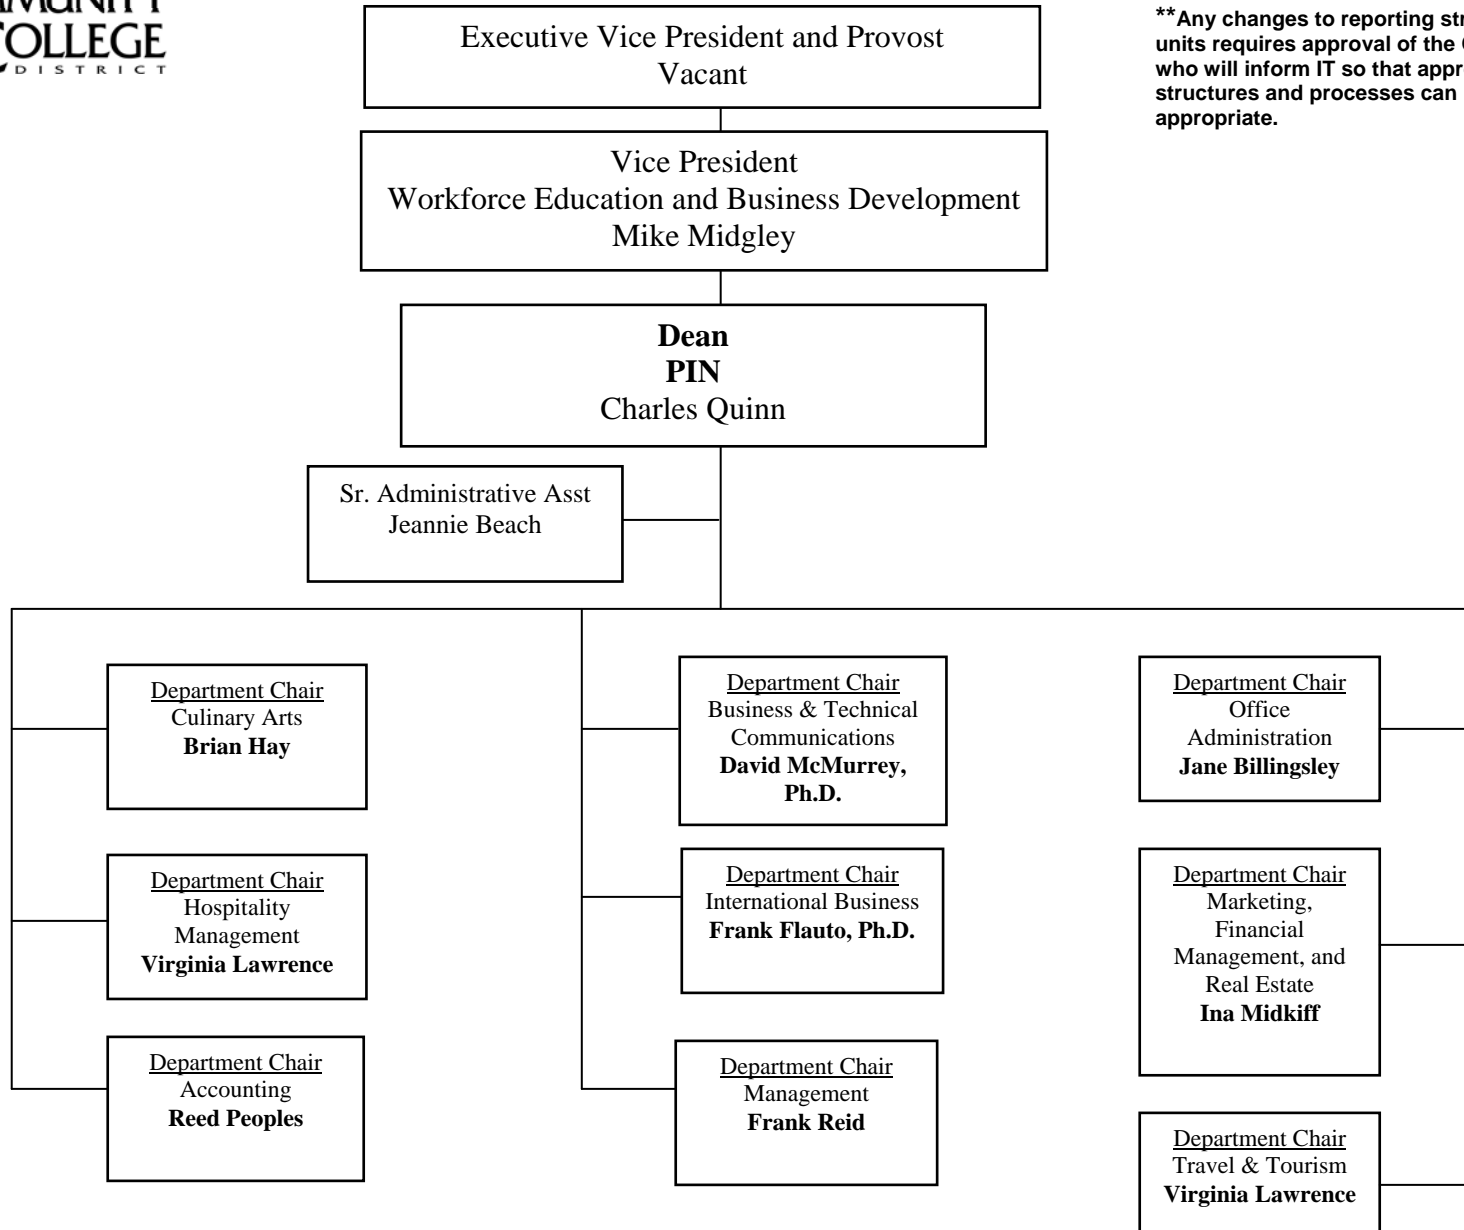 COLLEGE
DISTRICT
Executive Vice President and Provost
Vacant
**Any changes to reporting
units requires approval of the
who will inform IT so that
structures and processes can
appropriate.
Vice President
Workforce Education and Business Development
Mike Midgley
Dean
PIN
Charles Quinn
Sr. Administrative Asst
Jeannie Beach
Department Chair
Culinary Arts
Brian Hay
Department Chair
Hospitality
Management
Virginia Lawrence
Department Chair
Accounting
Reed Peoples
Department Chair
Business & Technical
Communications
David McMurrey,
Ph.D.
Department Chair
International Business
Frank Flauto, Ph.D.
Department Chair
Management
Frank Reid
Department Chair
Office
Administration
Jane Billingsley
Department Chair
Marketing,
Financial
Management, and
Real Estate
Ina Midkiff
Department Chair
Travel & Tourism
Virginia Lawrence